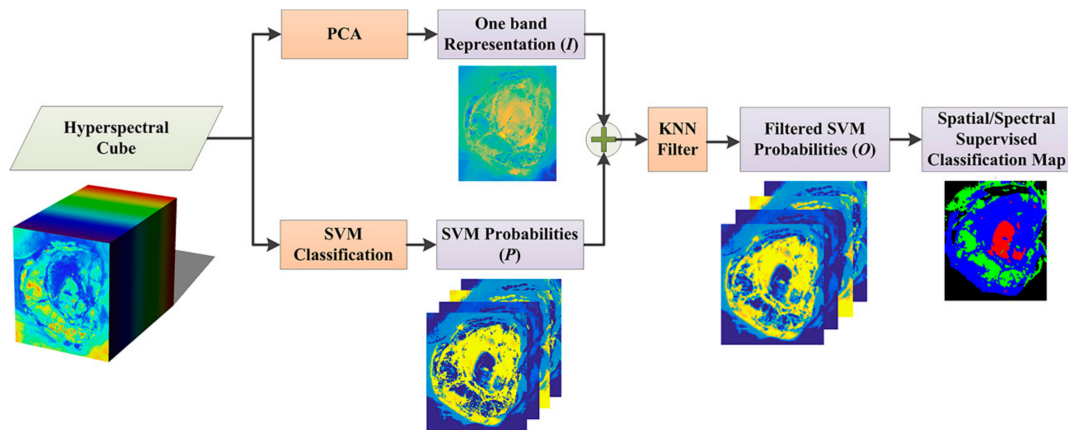 PCA
One band
Representation (I)
Hyperspectral
Cube
KNN
Filter
Filtered SVM
Probabilities (O)
Spatial/Spectral
Supervised
Classification Map
SVM
Classification
SVM Probabilities
(P)